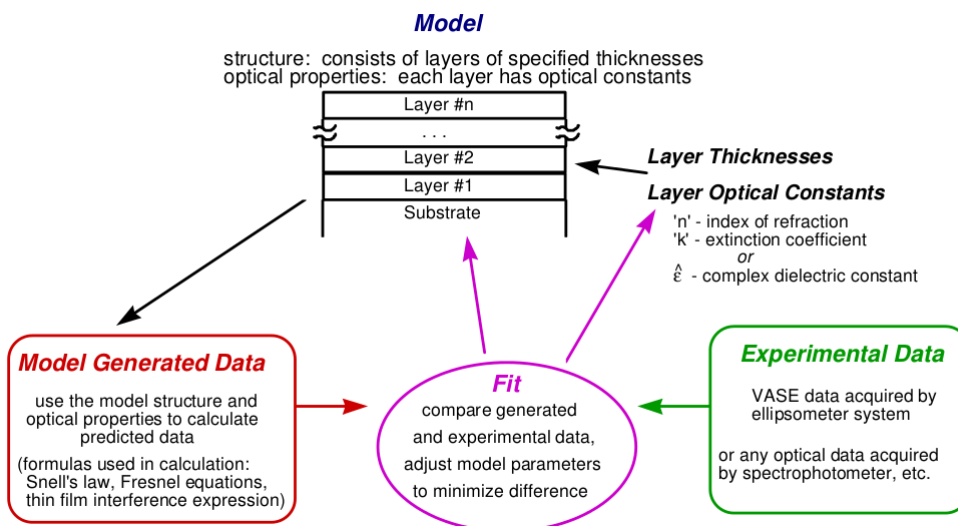 Model
structure: consists of layers of specified thicknesses
optical properties: each layer has optical constants
Layer #n
. . .
Layer #2
Layer #1
Substrate
Layer Thicknesses
Layer Optical Constants
'n' - index of refraction
'k' - extinction coefficient
or
ε̂ - complex dielectric constant
Model Generated Data
use the model structure and
optical properties to calculate
predicted data
(formulas used in calculation:
Snell's law, Fresnel equations,
thin film interference expression)
Fit
compare generated
and experimental data,
adjust model parameters
to minimize difference
Experimental Data
VASE data acquired by
ellipsometer system
or any optical data acquired
by spectrophotometer, etc.